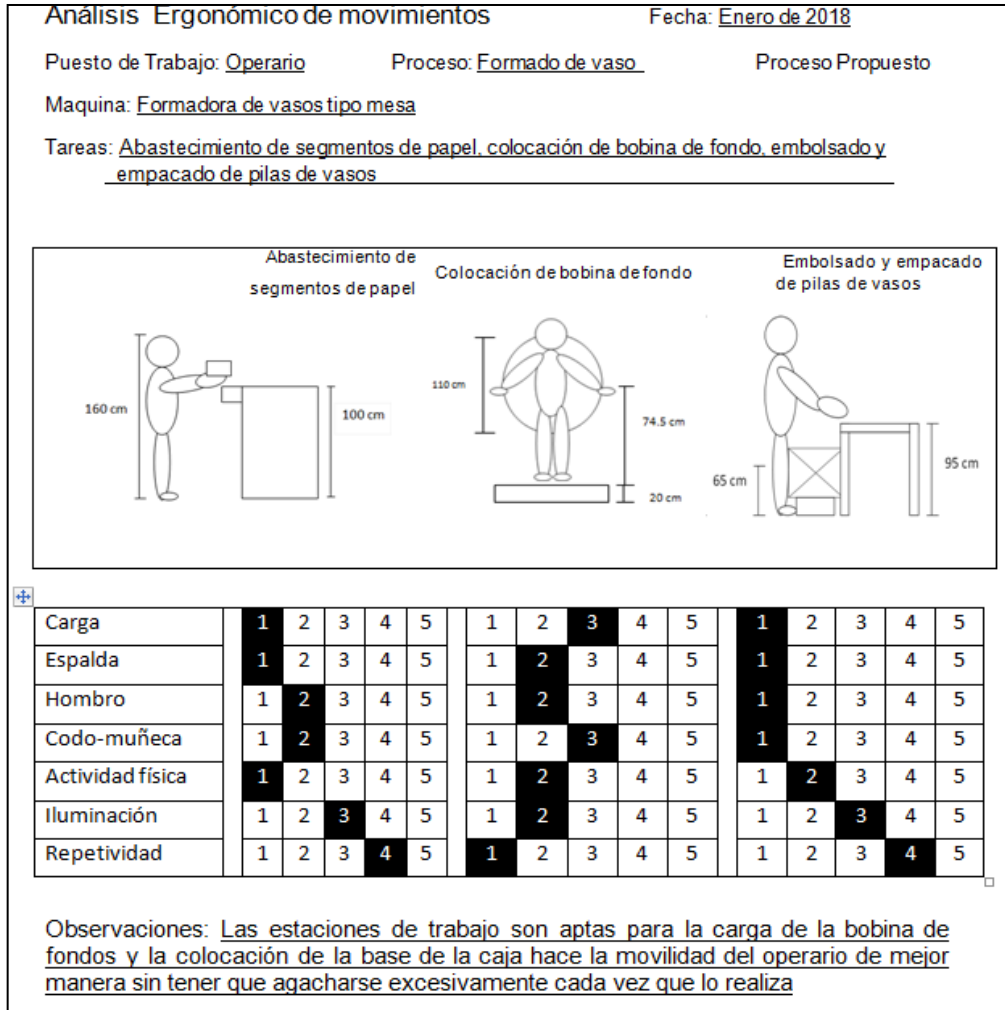 Análisis Ergonómico de movimientos Fecha: Enero de 2018
Puesto de Trabajo: Operario Proceso: Formado de vaso Proceso Propuesto
Maquina: Formadora de vasos tipo mesa
Tareas: Abastecimiento de segmentos de papel, colocación de bobina de fondo, embolsado y
empacado de pilas de vasos
Abastecimiento de
segmentos de papel
Colocación de bobina de fondo
Embolsado y empacado
de pilas de vasos
160 cm
100 cm
110 cm
74.5 cm
20 cm
65 cm
95 cm
Carga 1 2 3 4 5 1 2 3 4 5 1 2 3 4 5
Espalda 1 2 3 4 5 1 2 3 4 5 1 2 3 4 5
Hombro 1 2 3 4 5 1 2 3 4 5 1 2 3 4 5
Codo-muñeca 1 2 3 4 5 1 2 3 4 5 1 2 3 4 5
Actividad física 1 2 3 4 5 1 2 3 4 5 1 2 3 4 5
Iluminación 1 2 3 4 5 1 2 3 4 5 1 2 3 4 5
Repetividad 1 2 3 4 5 1 2 3 4 5 1 2 3 4 5
Observaciones: Las estaciones de trabajo son aptas para la carga de la bobina de
fondos y la colocación de la base de la caja hace la movilidad del operario de mejor
manera sin tener que agacharse excesivamente cada vez que lo realiza